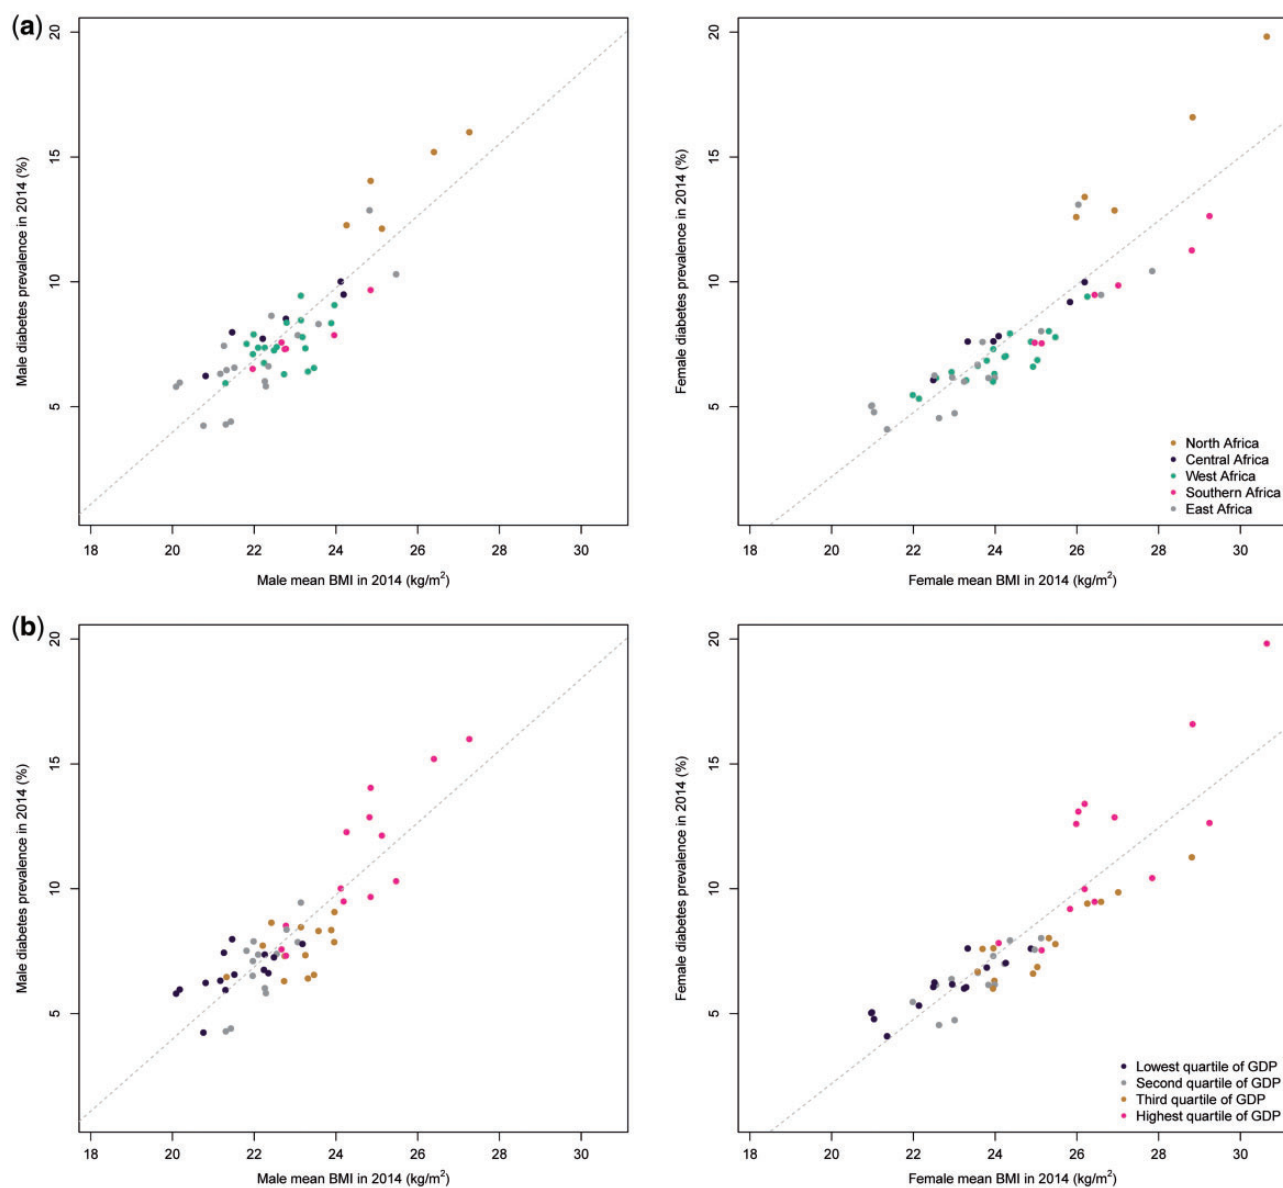 (a)
20
15
10
5
Male diabetes prevalence in 2014 (%)
18 20 22 24 26 28 30
Male mean BMI in 2014 (kg/m²)
20
15
10
5
Female diabetes prevalence in 2014 (%)
North Africa
Central Africa
West Africa
Southern Africa
East Africa
18 20 22 24 26 28 30
Female mean BMI in 2014 (kg/m²)
(b)
20
15
10
5
Male diabetes prevalence in 2014 (%)
18 20 22 24 26 28 30
Male mean BMI in 2014 (kg/m²)
20
15
10
5
Female diabetes prevalence in 2014 (%)
Lowest quartile of GDP
Second quartile of GDP
Third quartile of GDP
Highest quartile of GDP
18 20 22 24 26 28 30
Female mean BMI in 2014 (kg/m²)